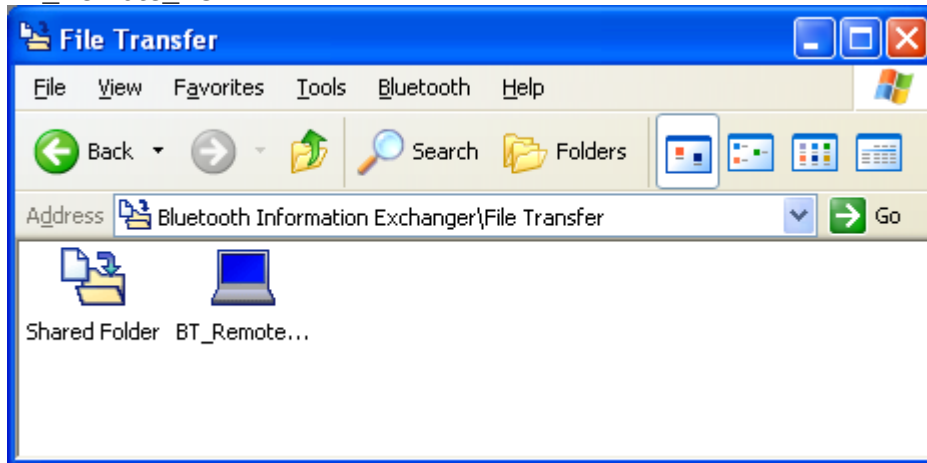 File Transfer
File View Favorites Tools Bluetooth Help
Back Search Folders
Address Bluetooth Information Exchanger\File Transfer Go
Shared Folder BT_Remote...